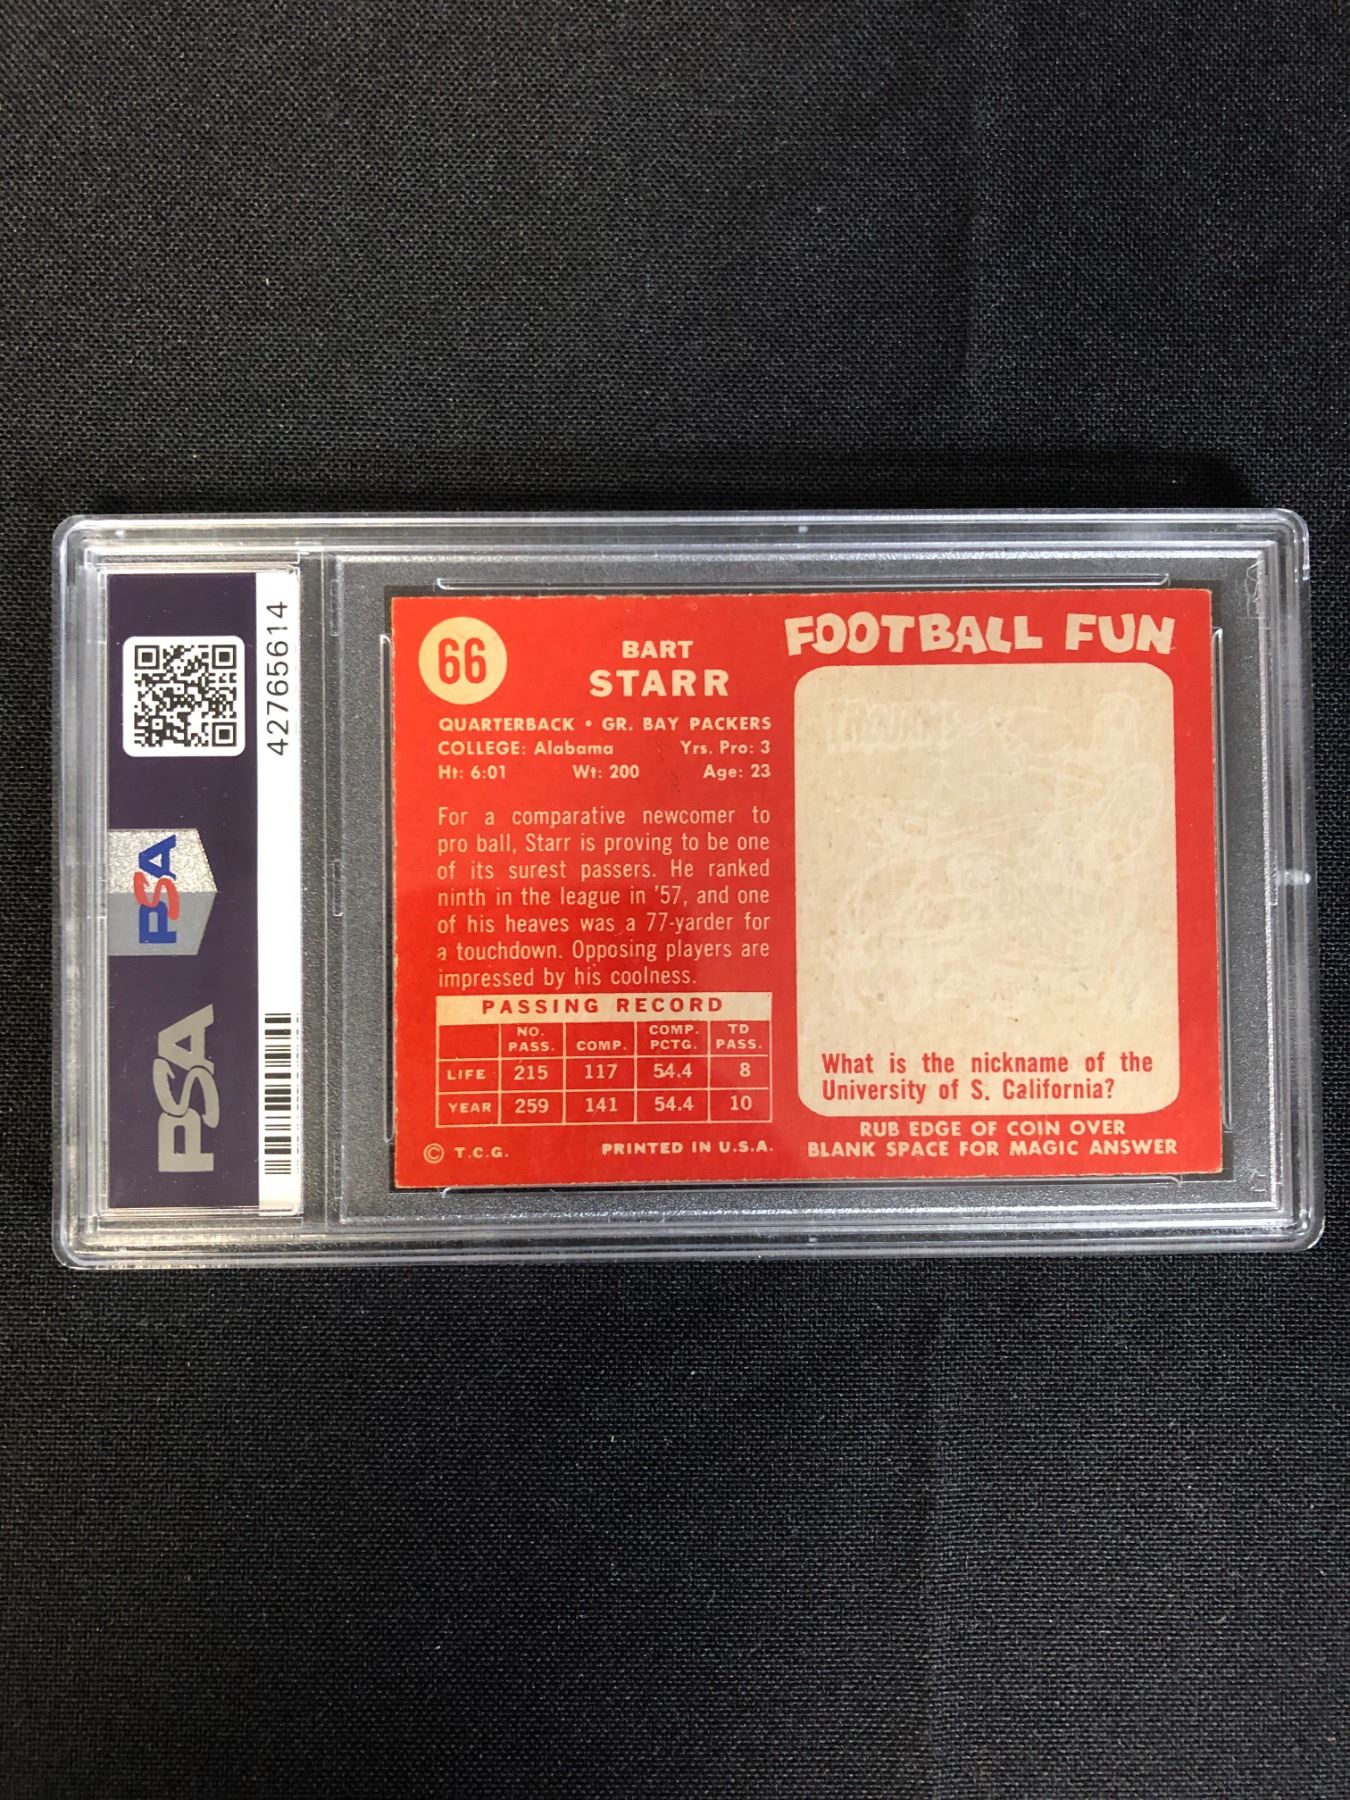 42765614
PSA
PSA
66
BART
STARR
QUARTERBACK • GR. BAY PACKERS
COLLEGE: Alabama Yrs. Pro: 3
Ht: 6:01 Wt: 200 Age: 23
For a comparative newcomer to
pro ball, Starr is proving to be one
of its surest passers. He ranked
ninth in the league in '57, and one
of his heaves was a 77-yarder for
a touchdown. Opposing players are
impressed by his coolness.
PASSING RECORD
NO. PASS. COMP. COMP. PCTG. TD PASS.
LIFE 215 117 54.4 8
YEAR 259 141 54.4 10
© T.C.G. PRINTED IN U.S.A.
FOOTBALL FUN
What is the nickname of the
University of S. California?
RUB EDGE OF COIN OVER
BLANK SPACE FOR MAGIC ANSWER